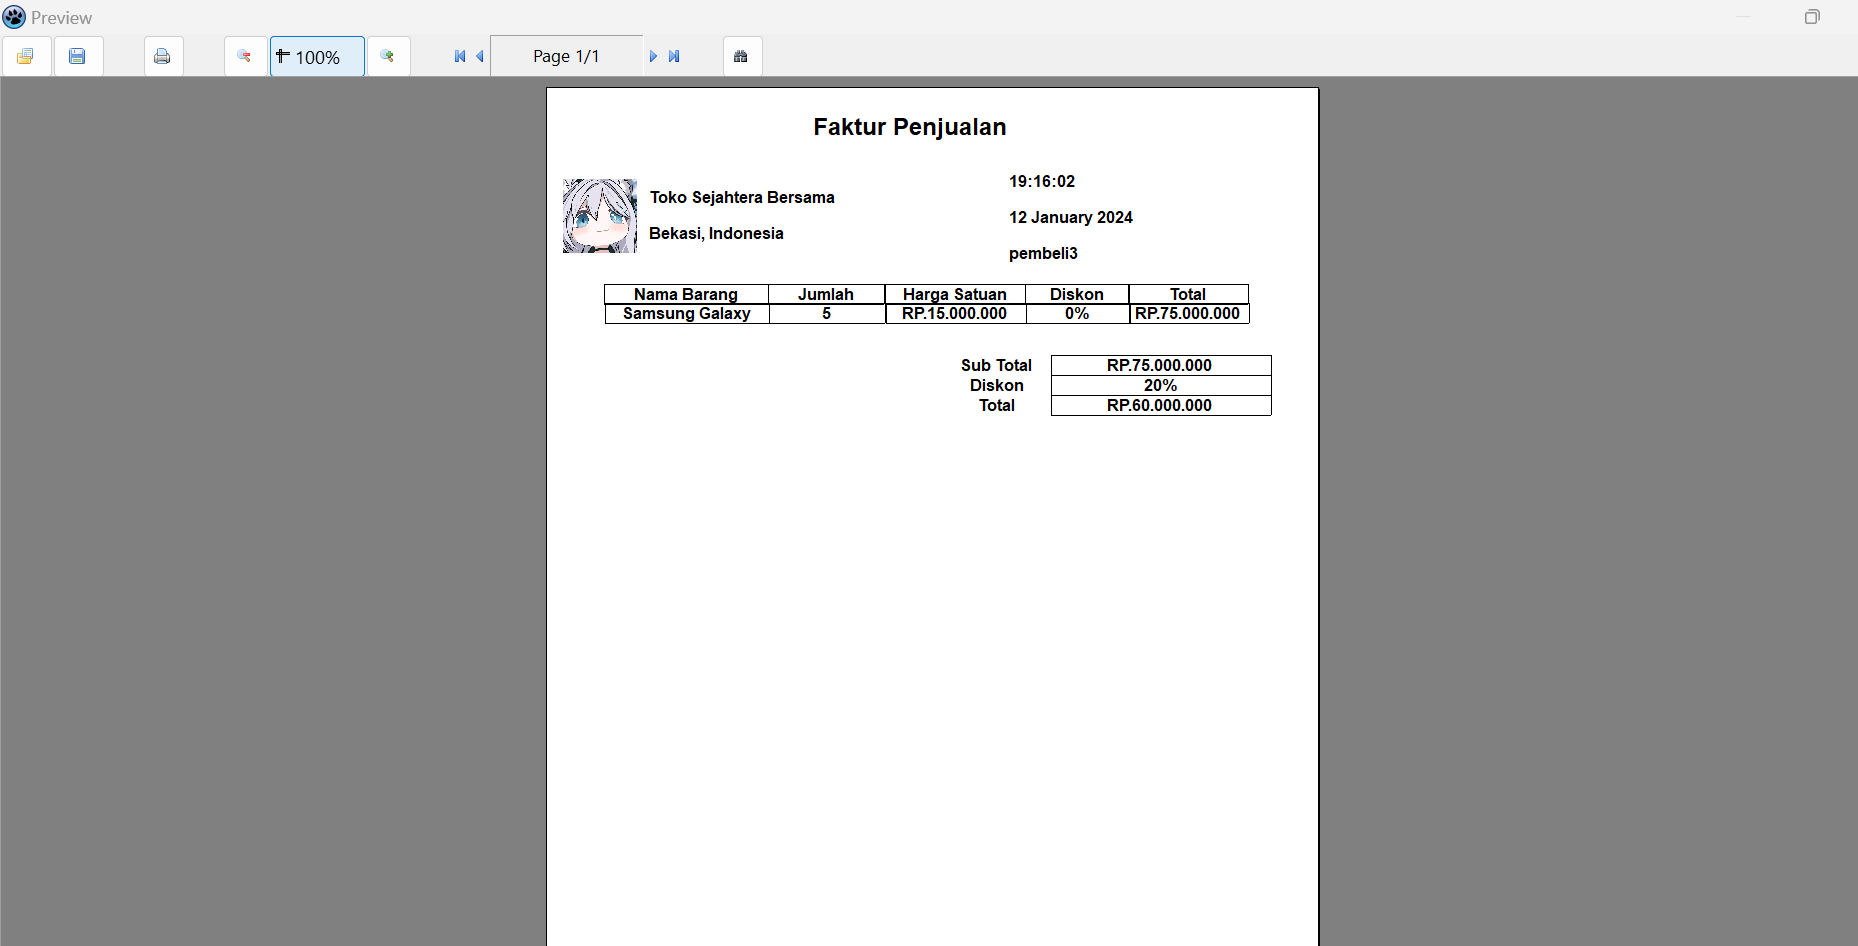 Preview
100%
Page 1/1
Faktur Penjualan
19:16:02
Toko Sejahtera Bersama
12 January 2024
Bekasi, Indonesia
pembeli3
Nama Barang Jumlah Harga Satuan Diskon Total
Samsung Galaxy 5 RP.15.000.000 0% RP.75.000.000
Sub Total RP.75.000.000
Diskon 20%
Total RP.60.000.000